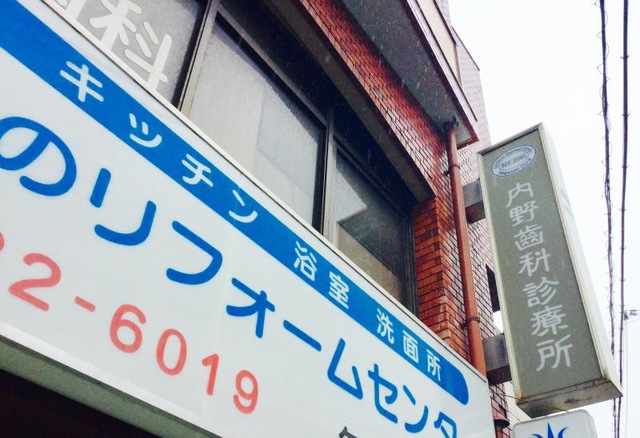 歯科
キッチン 浴室 洗面所
のリフォームセンタ
2-6019
内野歯科診療所